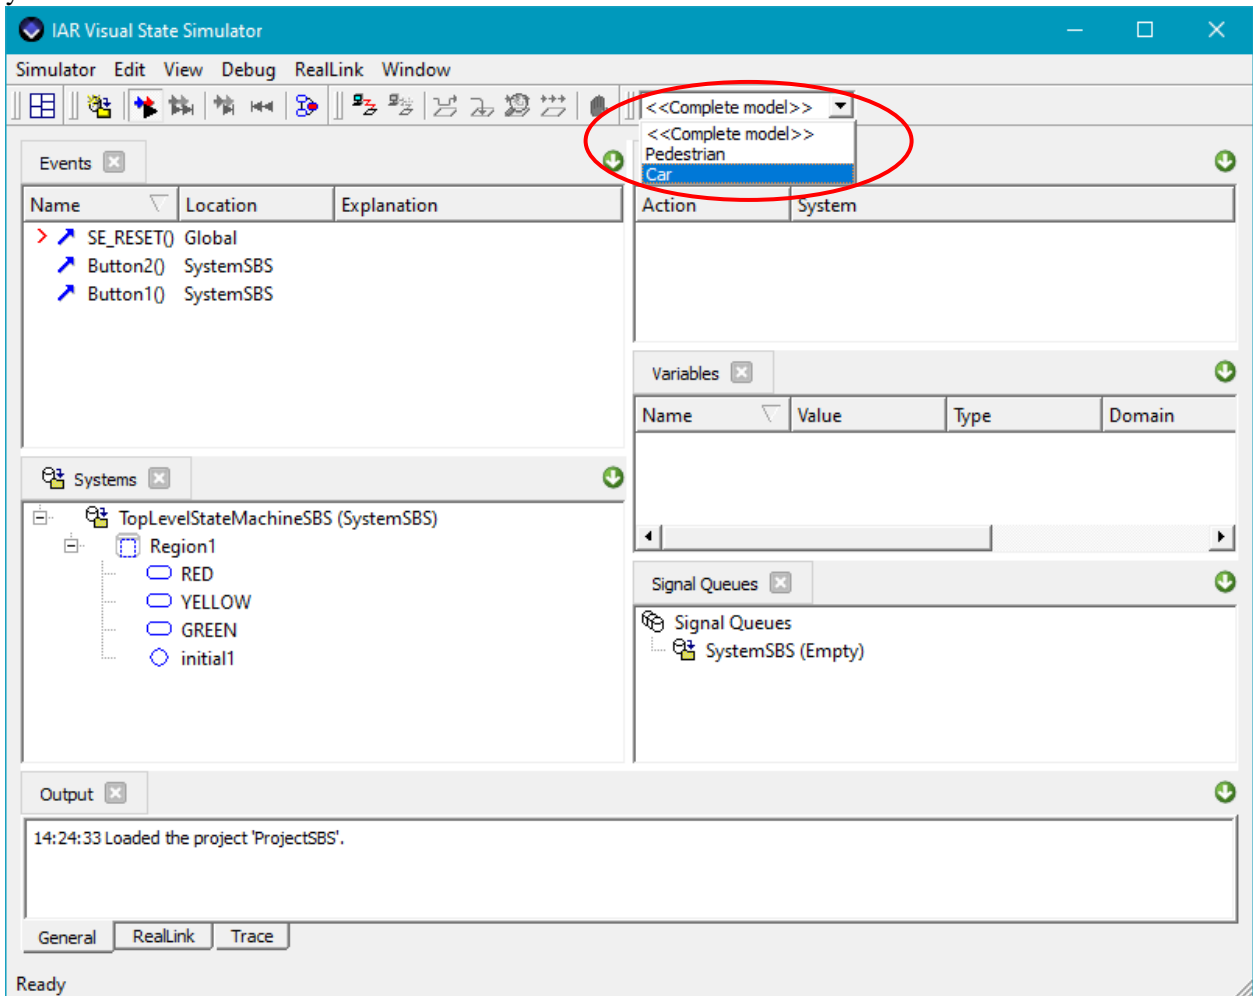 y
IAR Visual State Simulator
Simulator Edit View Debug RealLink Window
<<Complete model>>
<<Complete model>>
Pedestrian
Car
Events
Name Location Explanation
SE_RESET() Global
Button2() SystemSBS
Button1() SystemSBS
Action System
Variables
Name Value Type Domain
Systems
TopLevelStateMachineSBS (SystemSBS)
Region1
RED
YELLOW
GREEN
initial1
Signal Queues
Signal Queues
SystemSBS (Empty)
Output
14:24:33 Loaded the project 'ProjectSBS'.
General RealLink Trace
Ready